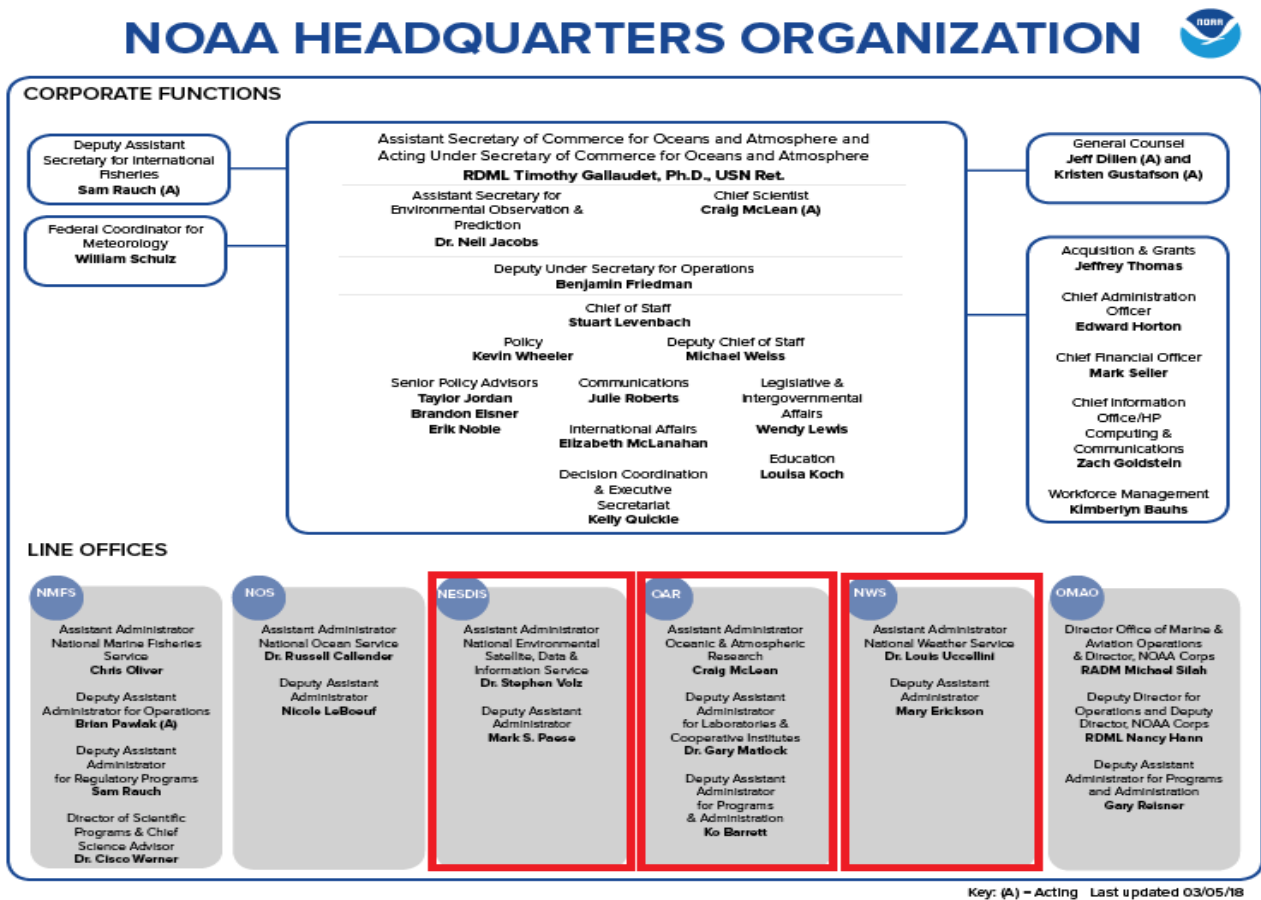 NOAA HEADQUARTERS ORGANIZATION
NOAA
CORPORATE FUNCTIONS
Deputy Assistant
Secretary for International
Fisheries
Sam Rauch (A)
Federal Coordinator for
Meteorology
William Schulz
Assistant Secretary of Commerce for Oceans and Atmosphere and
Acting Under Secretary of Commerce for Oceans and Atmosphere
RDML Timothy Gallaudet, Ph.D., USN Ret.
Assistant Secretary for
Environmental Observation &
Prediction
Dr. Neil Jacobs
Chief Scientist
Craig McLean (A)
Deputy Under Secretary for Operations
Benjamin Friedman
Chief of Staff
Stuart Levenbach
Policy
Kevin Wheeler
Deputy Chief of Staff
Michael Weiss
Senior Policy Advisors
Taylor Jordan
Brandon Elsner
Erik Noble
Communications
Julie Roberts
International Affairs
Elizabeth McLanahan
Decision Coordination
& Executive
Secretariat
Kelly Quickle
Legislative &
Intergovernmental
Affairs
Wendy Lewis
Education
Louisa Koch
General Counsel
Jeff Dillen (A) and
Kristen Gustafson (A)
Acquisition & Grants
Jeffrey Thomas
Chief Administration
Officer
Edward Horton
Chief Financial Officer
Mark Seiler
Chief Information
Office/HP
Computing &
Communications
Zach Goldstein
Workforce Management
Kimberlyn Bauhs
LINE OFFICES
NMFS
Assistant Administrator
National Marine Fisheries
Service
Chris Oliver
Deputy Assistant
Administrator for Operations
Brian Pawlak (A)
Deputy Assistant
Administrator
for Regulatory Programs
Sam Rauch
Director of Scientific
Programs & Chief
Science Advisor
Dr. Cisco Werner
NOS
Assistant Administrator
National Ocean Service
Dr. Russell Callender
Deputy Assistant
Administrator
Nicole LeBoeuf
NESDIS
Assistant Administrator
National Environmental
Satellite, Data &
Information Service
Dr. Stephen Volz
Deputy Assistant
Administrator
Mark S. Paese
OAR
Assistant Administrator
Oceanic & Atmospheric
Research
Craig McLean
Deputy Assistant
Administrator
for Laboratories &
Cooperative Institutes
Dr. Gary Matlock
Deputy Assistant
Administrator
for Programs
& Administration
Ko Barrett
NWS
Assistant Administrator
National Weather Service
Dr. Louis Uccellini
Deputy Assistant
Administrator
Mary Erickson
OMAO
Director Office of Marine &
Aviation Operations
& Director, NOAA Corps
RADM Michael Silah
Deputy Director for
Operations and Deputy
Director, NOAA Corps
RDML Nancy Hann
Deputy Assistant
Administrator for Programs
and Administration
Gary Reisner
Key: (A) – Acting Last updated 03/05/18